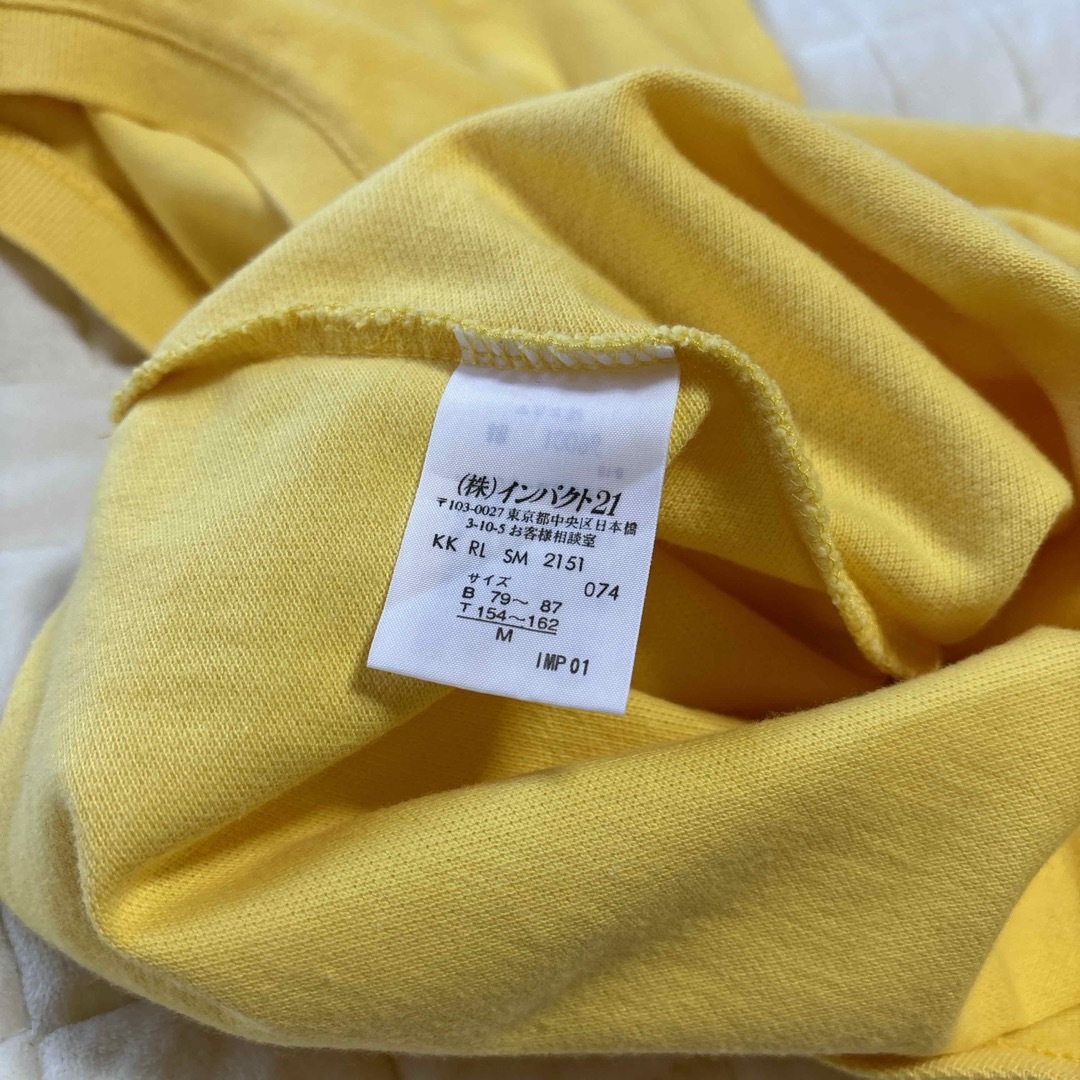 (株)インパクト21
〒103-0027 東京都中央区日本橋
3-10-5 お客様相談室
KK RL SM 2151
サイズ 074
B 79〜 87
T 154〜162
M
IMP 01